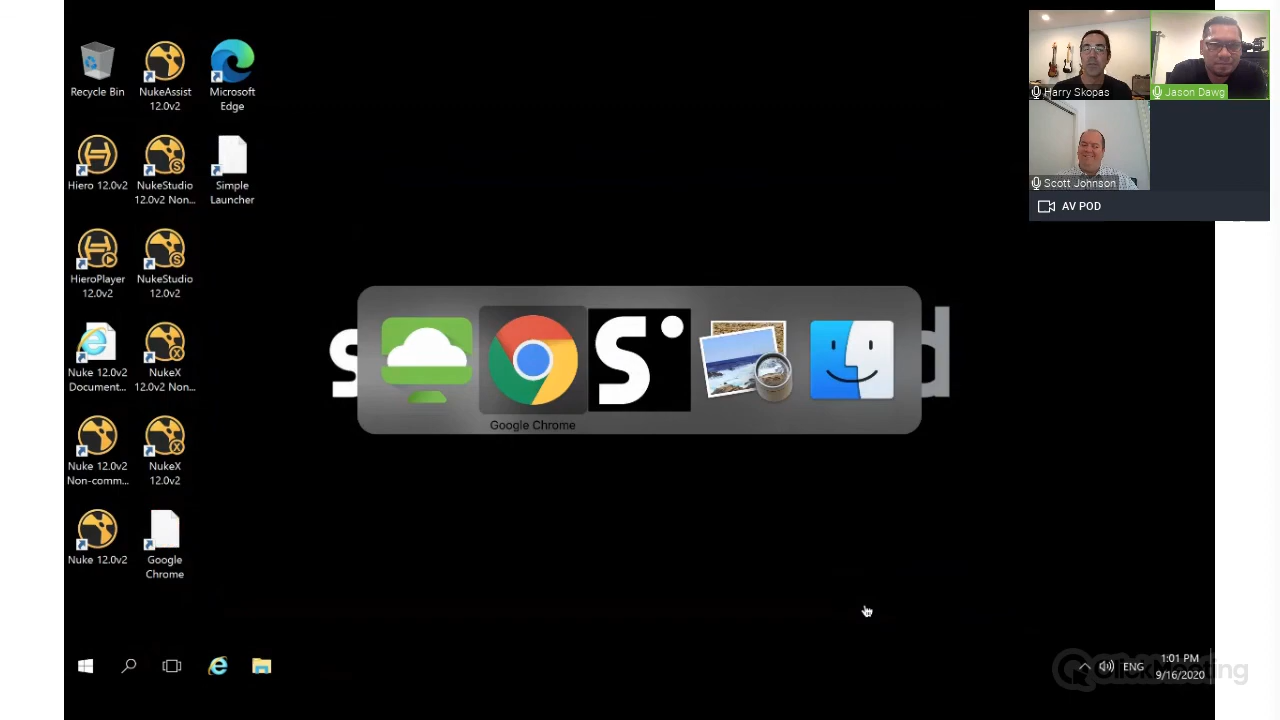 Recycle Bin
NukeAssist
12.0v2
Microsoft
Edge
Hiero 12.0v2
NukeStudio
12.0v2 Non...
Simple
Launcher
HieroPlayer
12.0v2
NukeStudio
12.0v2
Nuke 12.0v2
Document...
NukeX
12.0v2 Non...
Nuke 12.0v2
Non-comm...
NukeX
12.0v2
Nuke 12.0v2
Google
Chrome
Google Chrome
Harry Skopas
Jason Dawg
Scott Johnson
AV POD
ENG
1:01 PM
9/16/2020
ClickMeeting